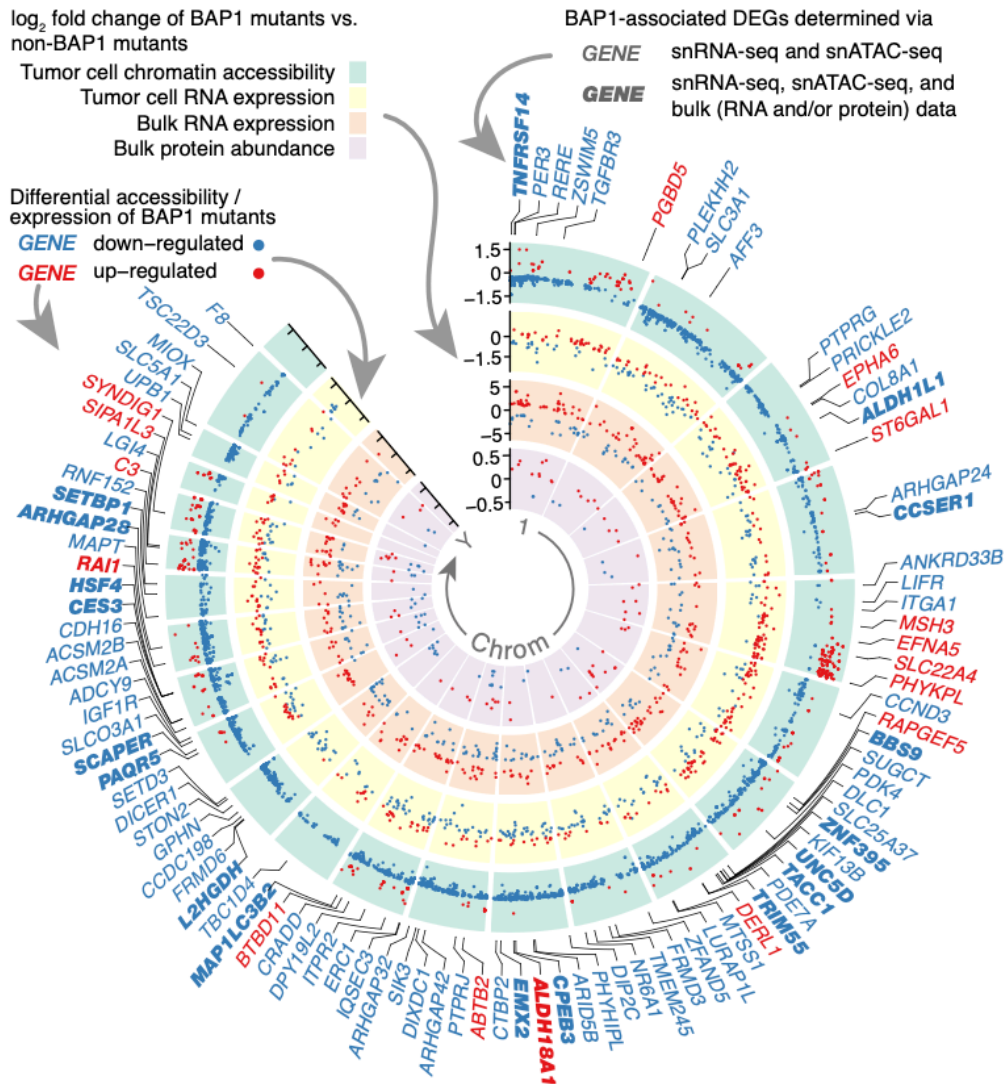 log2 fold change of BAP1 mutants vs.
non-BAP1 mutants
Tumor cell chromatin accessibility
Tumor cell RNA expression
Bulk RNA expression
Bulk protein abundance
BAP1-associated DEGs determined via
GENE snRNA-seq and snATAC-seq
GENE snRNA-seq, snATAC-seq, and
bulk (RNA and/or protein) data
Differential accessibility /
expression of BAP1 mutants
GENE down−regulated
GENE up−regulated
TNFRSF14
PER3
RERE
ZSWIM5
TGFBR3
PGBD5
PLEKHH2
SLC3A1
AFF3
PTPRG
PRICKLE2
EPHA6
COL8A1
ALDH1L1
ST6GAL1
ARHGAP24
CCSER1
ANKRD33B
LIFR
ITGA1
MSH3
EFNA5
SLC22A4
PHYKPL
CCND3
RAPGEF5
BBS9
SUGCT
PDK4
DLC1
SLC25A37
ZNF395
KIF13B
UNC5D
TACC1
PDE7A
TRIM55
DERL1
MTSS1
LURAP1L
ZFAND5
FRMD3
TMEM245
NR6A1
DIP2C
PHYHIPL
ARID5B
CPEB3
ALDH18A1
EMX2
CTBP2
ABTB2
PTPRJ
ARHGAP42
DIXDC1
SIK3
ARHGAP32
IQSEC3
ERC1
ITPR2
DPY19L2
CRADD
BTBD11
MAP1LC3B2
TBC1D4
L2HGDH
FRMD6
CCDC198
GPHN
STON2
DICER1
SETD3
PAQR5
SCAPER
SLCO3A1
IGF1R
ADCY9
ACSM2A
ACSM2B
CDH16
CES3
HSF4
RAI1
MAPT
ARHGAP28
SETBP1
RNF152
C3
LGI4
SIPA1L3
SYNDIG1
UPB1
SLC5A1
MIOX
TSC22D3
F8
1.5
0
−1.5
0
−1.5
5
0
−5
0.5
0
−0.5
1
Y
Chrom